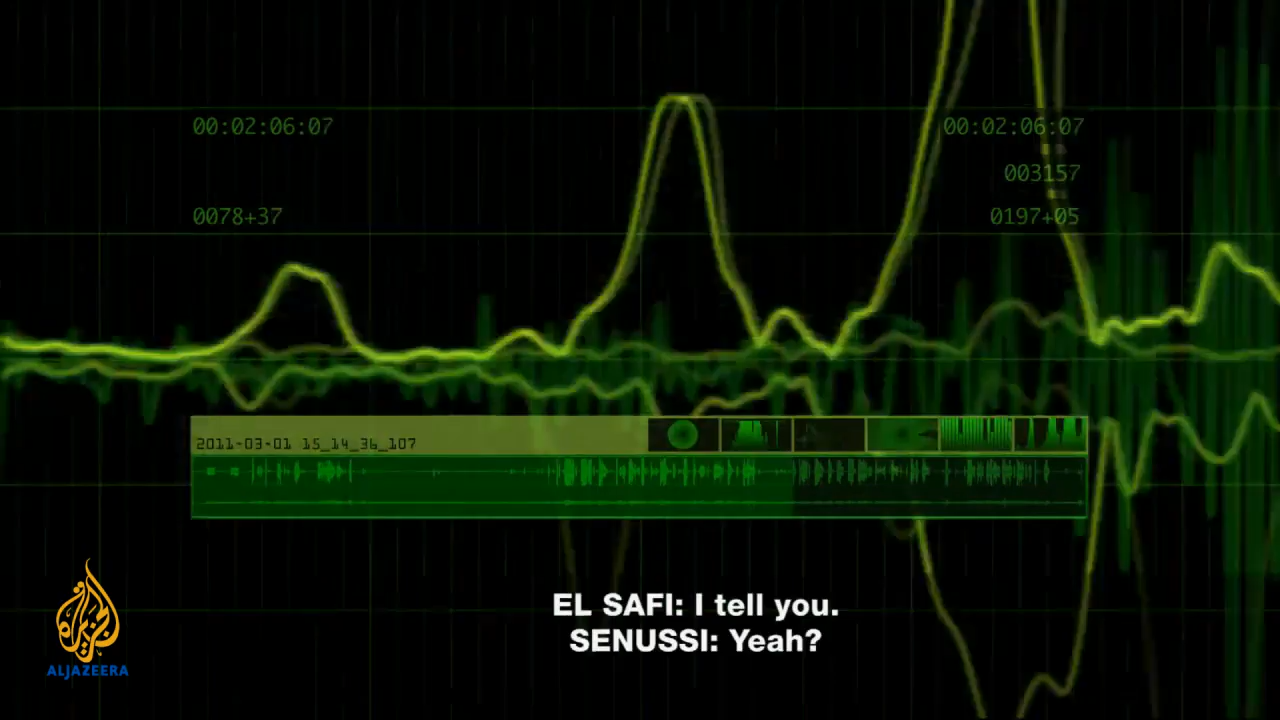 00:02:06:07
00:02:06:07
003157
0078+37
0197+05
2011-03-01 15_14_36_107
EL SAFI: I tell you.
SENUSSI: Yeah?
الجزيرة
ALJAZEERA